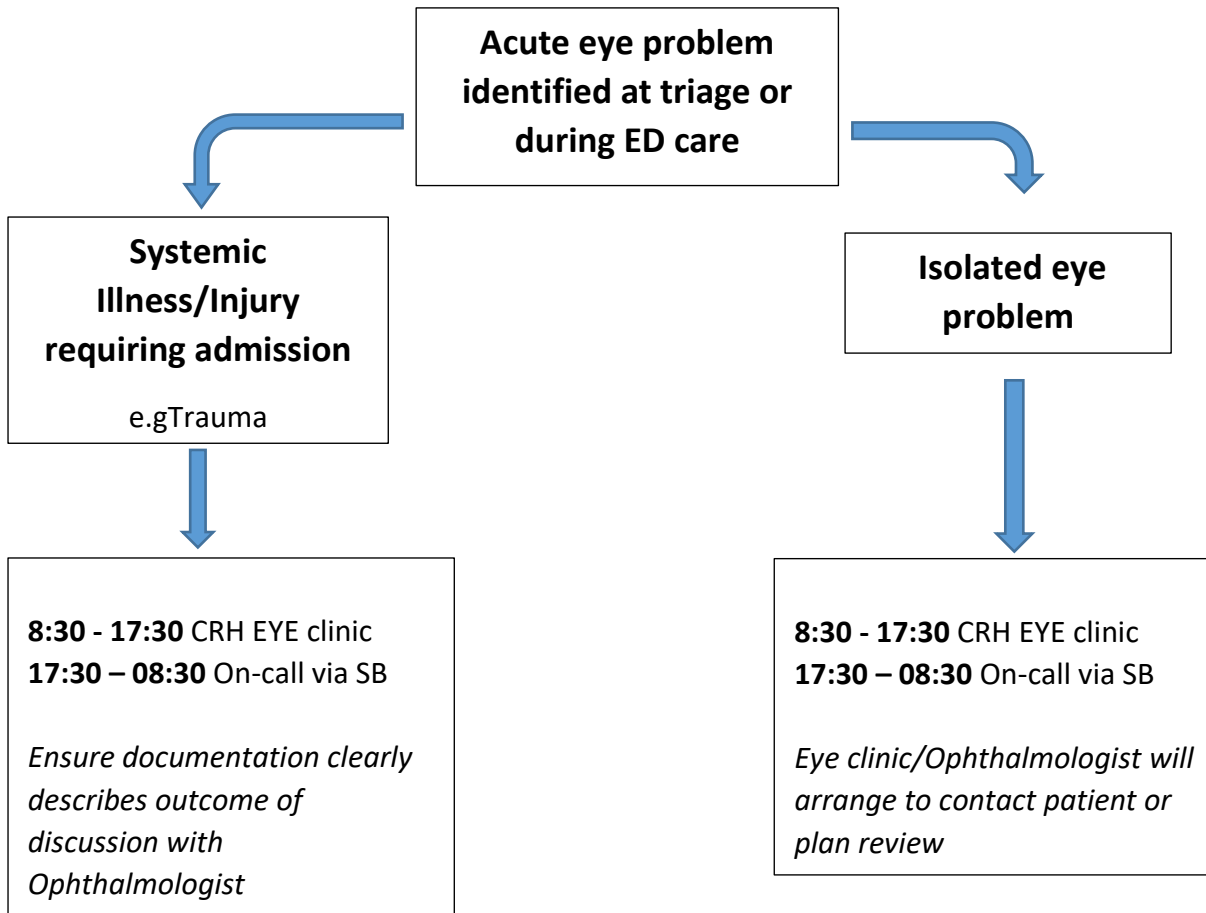 Acute eye problem
identified at triage or
during ED care
Systemic
Illness/Injury
requiring admission
e.gTrauma
Isolated eye
problem
8:30 - 17:30 CRH EYE clinic
17:30 – 08:30 On-call via SB
Ensure documentation clearly
describes outcome of
discussion with
Ophthalmologist
8:30 - 17:30 CRH EYE clinic
17:30 – 08:30 On-call via SB
Eye clinic/Ophthalmologist will
arrange to contact patient or
plan review